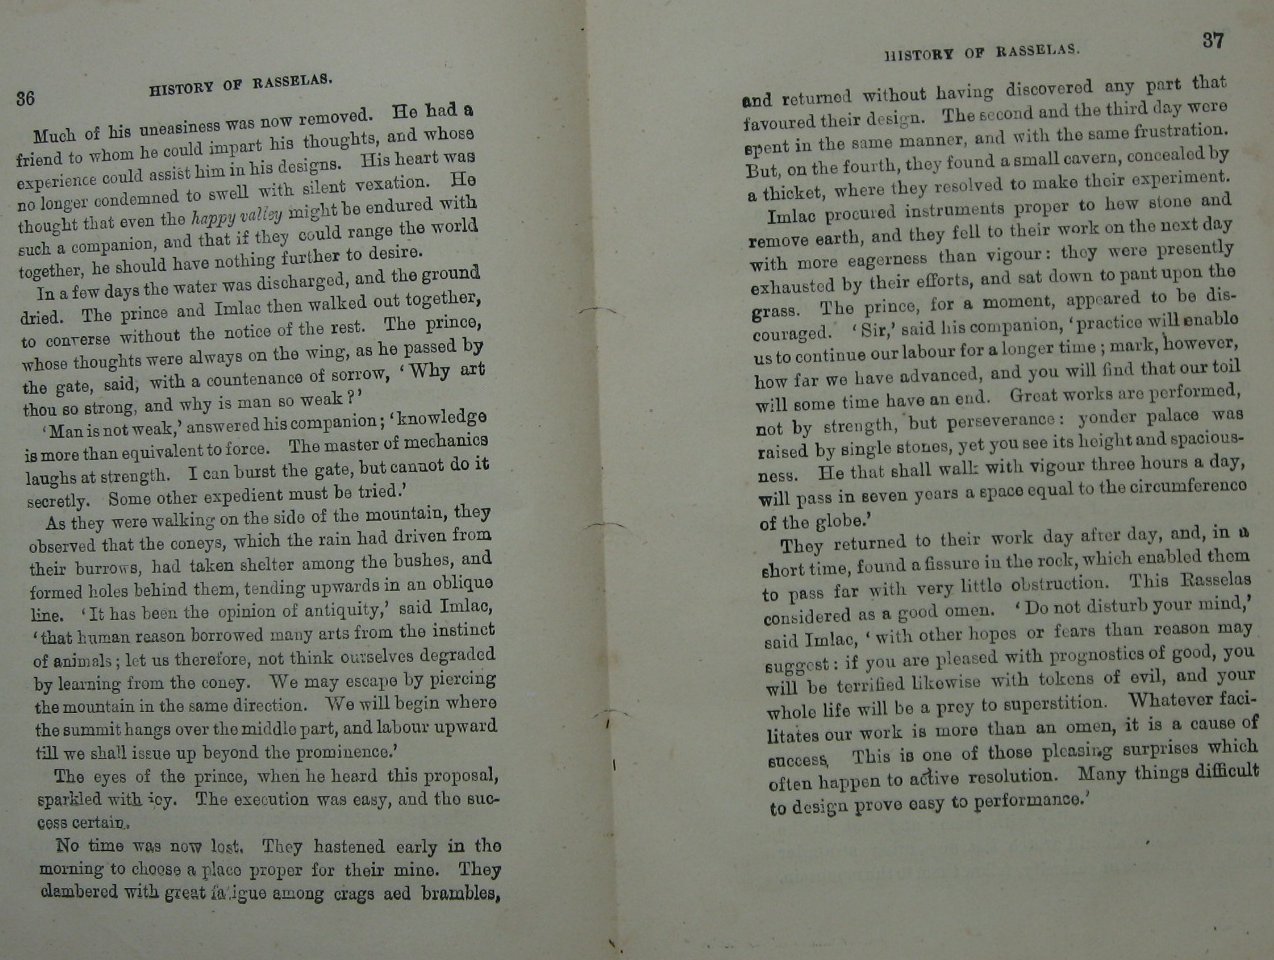 36
HISTORY OF RASSELAS.
Much of his uneasiness was now removed. He had a
friend to whom he could impart his thoughts, and whose
experience could assist him in his designs. His heart was
no longer condemned to swell with silent vexation. He
thought that even the happy valley might be endured with
such a companion, and that if they could range the world
together, he should have nothing further to desire.
In a few days the water was discharged, and the ground
dried. The prince and Imlac then walked out together,
to converse without the notice of the rest. The prince,
whose thoughts were always on the wing, as he passed by
the gate, said, with a countenance of sorrow, ‘Why art
thou so strong, and why is man so weak?’
‘Man is not weak,’ answered his companion; ‘knowledge
is more than equivalent to force. The master of mechanics
laughs at strength. I can burst the gate, but cannot do it
secretly. Some other expedient must be tried.’
As they were walking on the side of the mountain, they
observed that the coneys, which the rain had driven from
their burrows, had taken shelter among the bushes, and
formed holes behind them, tending upwards in an oblique
line. ‘It has been the opinion of antiquity,’ said Imlac,
‘that human reason borrowed many arts from the instinct
of animals; let us therefore, not think ourselves degraded
by learning from the coney. We may escape by piercing
the mountain in the same direction. We will begin where
the summit hangs over the middle part, and labour upward
till we shall issue up beyond the prominence.’
The eyes of the prince, when he heard this proposal,
sparkled with joy. The execution was easy, and the suc-
cess certain.
No time was now lost. They hastened early in the
morning to choose a place proper for their mine. They
clambered with great fatigue among crags aed brambles,
HISTORY OF RASSELAS.
37
and returned without having discovered any part that
favoured their design. The second and the third day were
spent in the same manner, and with the same frustration.
But, on the fourth, they found a small cavern, concealed by
a thicket, where they resolved to make their experiment.
Imlac procured instruments proper to hew stone and
remove earth, and they fell to their work on the next day
with more eagerness than vigour: they were presently
exhausted by their efforts, and sat down to pant upon the
grass. The prince, for a moment, appeared to be dis-
couraged. ‘Sir,’ said his companion, ‘practice will enable
us to continue our labour for a longer time; mark, however,
how far we have advanced, and you will find that our toil
will some time have an end. Great works are performed,
not by strength, but perseverance: yonder palace was
raised by single stones, yet you see its height and spacious-
ness. He that shall walk with vigour three hours a day,
will pass in seven years a space equal to the circumference
of the globe.’
They returned to their work day after day, and, in a
short time, found a fissure in the rock, which enabled them
to pass far with very little obstruction. This Rasselas
considered as a good omen. ‘Do not disturb your mind,’
said Imlac, ‘with other hopes or fears than reason may
suggest: if you are pleased with prognostics of good, you
will be terrified likewise with tokens of evil, and your
whole life will be a prey to superstition. Whatever faci-
litates our work is more than an omen, it is a cause of
success, This is one of those pleasing surprises which
often happen to active resolution. Many things difficult
to design prove easy to performance.’